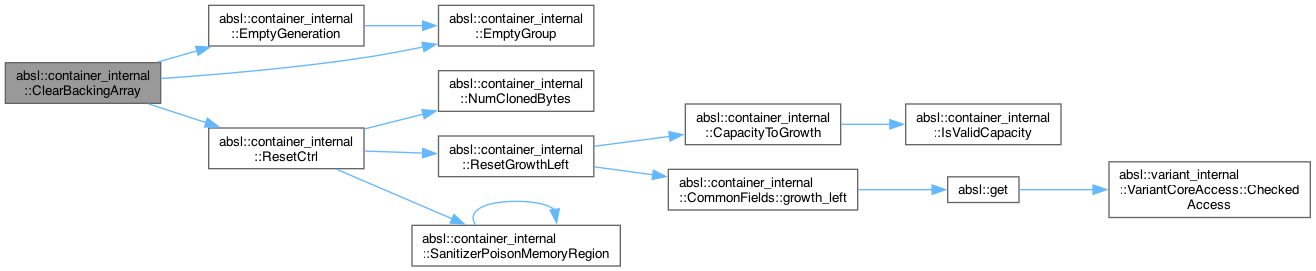 absl::container_internal
::ClearBackingArray
absl::container_internal
::EmptyGeneration
absl::container_internal
::EmptyGroup
absl::container_internal
::ResetCtrl
absl::container_internal
::NumClonedBytes
absl::container_internal
::ResetGrowthLeft
absl::container_internal
::SanitizerPoisonMemoryRegion
absl::container_internal
::CapacityToGrowth
absl::container_internal
::IsValidCapacity
absl::container_internal
::CommonFields::growth_left
absl::get
absl::variant_internal
::VariantCoreAccess::Checked
Access